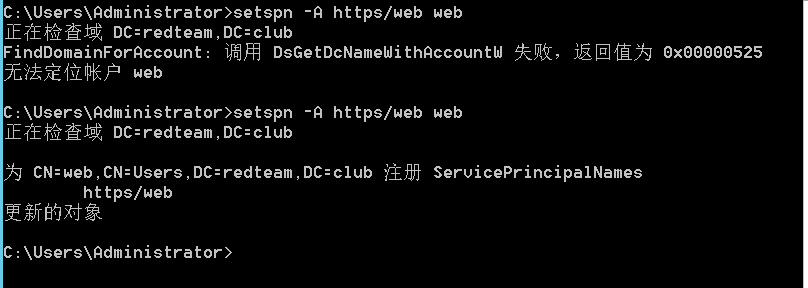 C:\Users\Administrator>setspn -A https/web web
正在检查域 DC=redteam,DC=club
FindDomainForAccount: 调用 DsGetDcNameWithAccountW 失败，返回值为 0x00000525
无法定位帐户 web
C:\Users\Administrator>setspn -A https/web web
正在检查域 DC=redteam,DC=club
为 CN=web,CN=Users,DC=redteam,DC=club 注册 ServicePrincipalNames
https/web
更新的对象
C:\Users\Administrator>